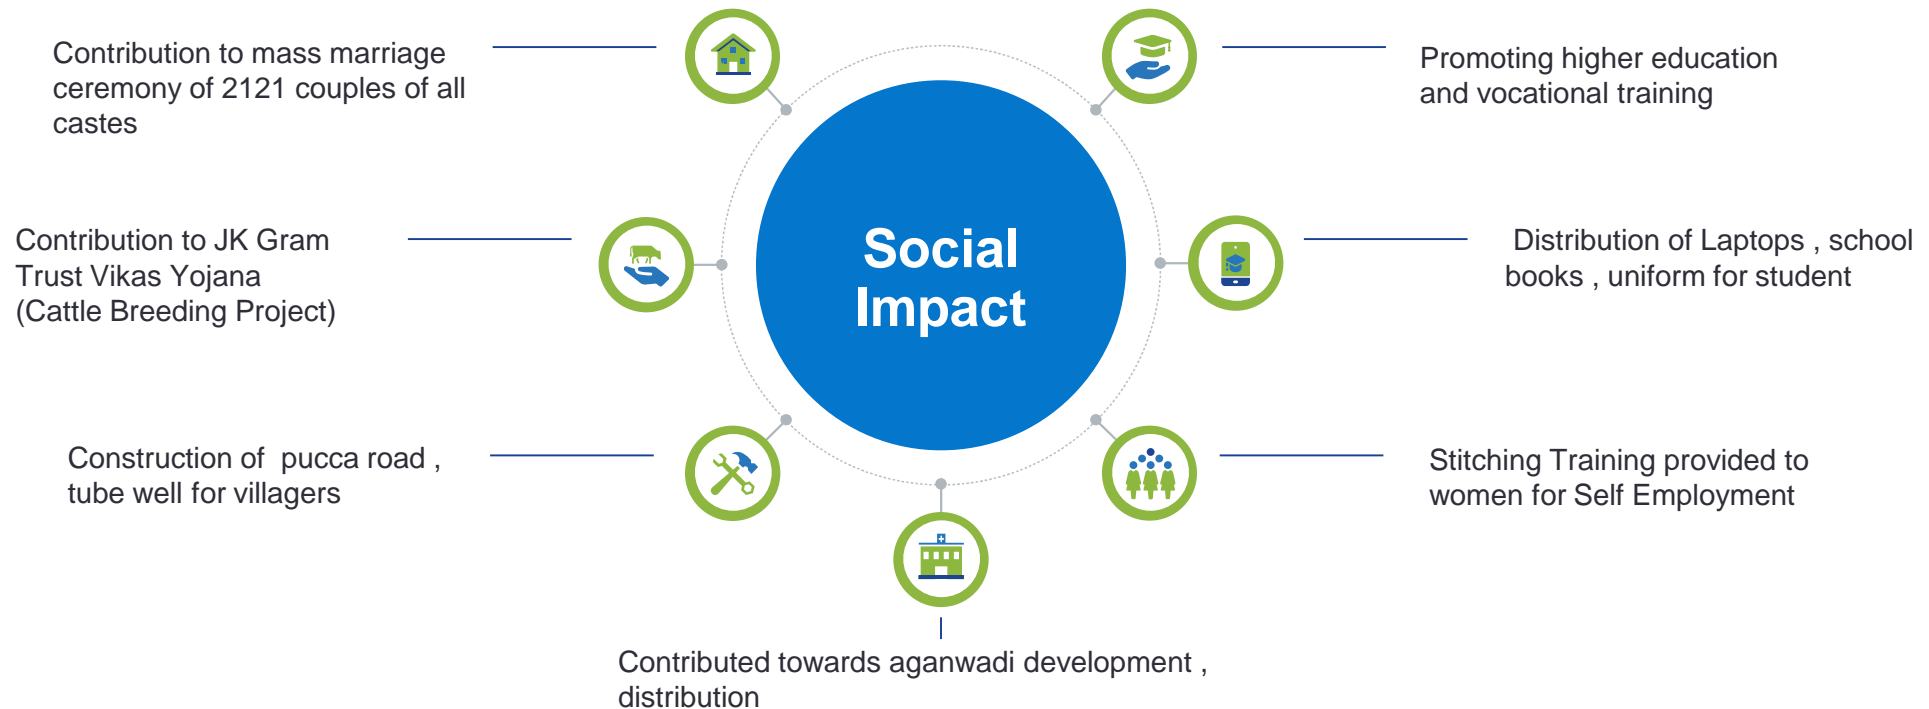 Contribution to mass marriage
ceremony of 2121 couples of all
castes
Contribution to JK Gram
Trust Vikas Yojana
(Cattle Breeding Project)
Construction of  pucca road ,
tube well for villagers
Social
Impact
Promoting higher education
and vocational training
Distribution of Laptops , school
books , uniform for student
Stitching Training provided to
women for Self Employment
Contributed towards aganwadi development ,
distribution